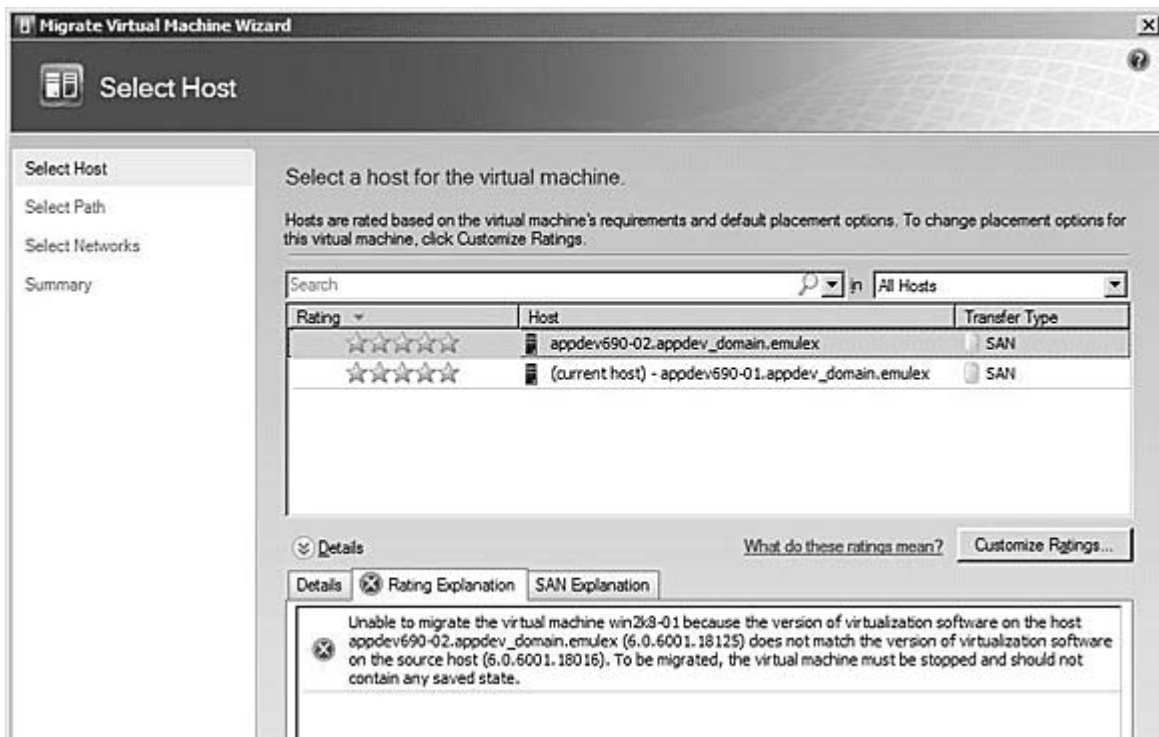 Migrate Virtual Machine Wizard
Select Host
Select Host
Select Path
Select Networks
Summary
Select a host for the virtual machine.
Hosts are rated based on the virtual machine's requirements and default placement options. To change placement options for
this virtual machine, click Customize Ratings.
Search
in
All Hosts
Rating
Host
Transfer Type
appdev690-02.appdev_domain.emulex
SAN
(current host) - appdev690-01.appdev_domain.emulex
SAN
Details
What do these ratings mean?
Customize Ratings...
Details
Rating Explanation
SAN Explanation
Unable to migrate the virtual machine win2k8-01 because the version of virtualization software on the host
appdev690-02.appdev_domain.emulex (6.0.6001.18125) does not match the version of virtualization software
on the source host (6.0.6001.18016). To be migrated, the virtual machine must be stopped and should not
contain any saved state.